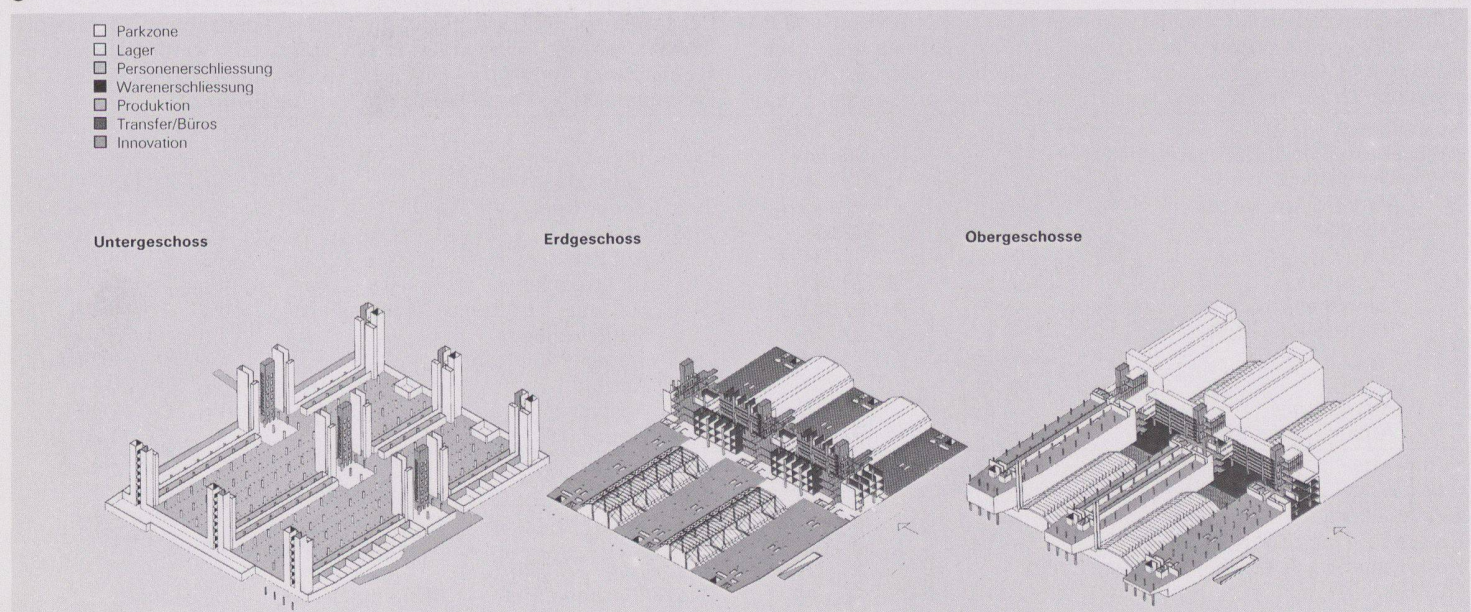 Parkzone
Lager
Personenerschliessung
Warenerschliessung
Produktion
Transfer/Büros
Innovation
Untergeschoss
Erdgeschoss
Obergeschosse